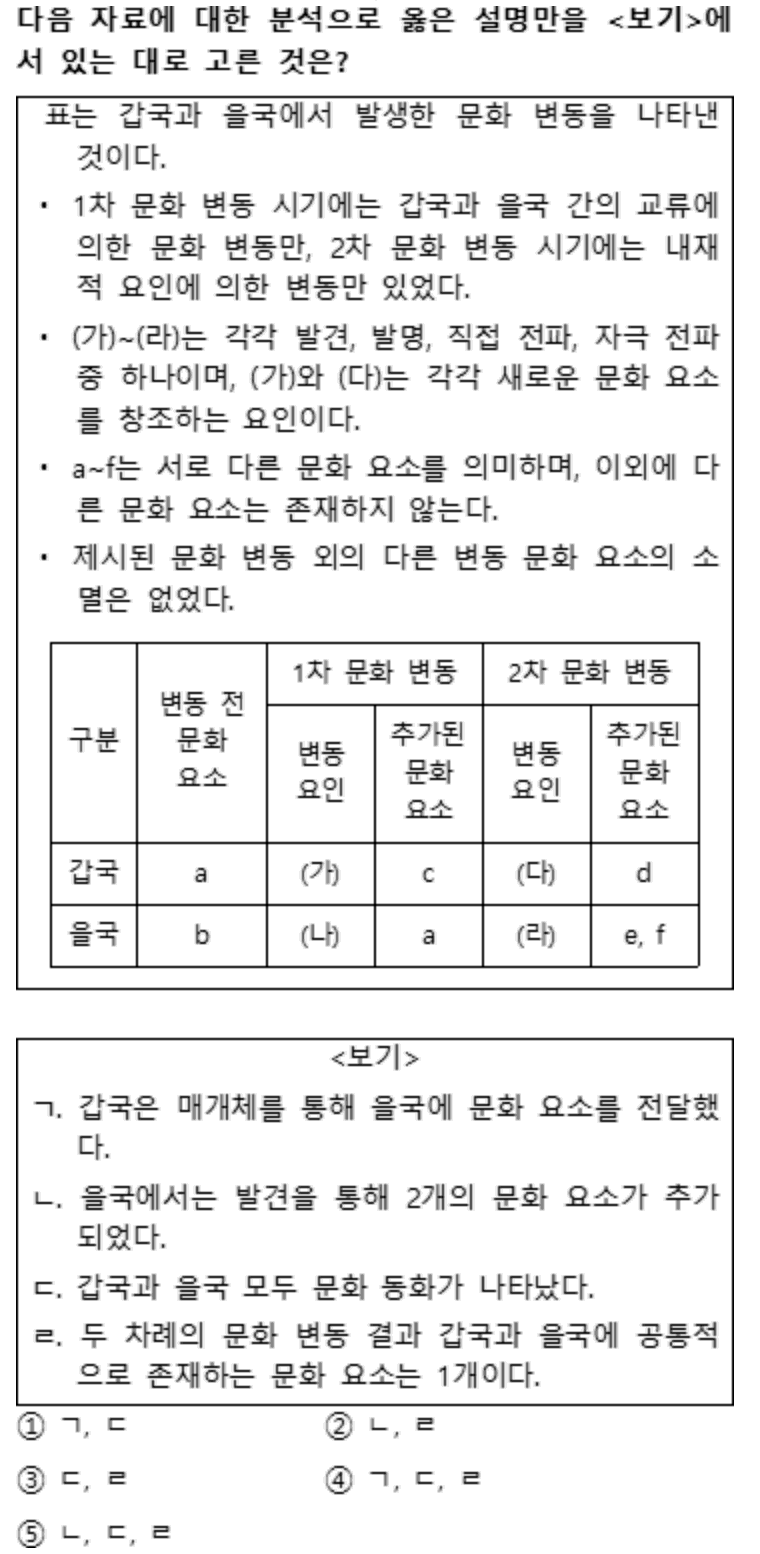 다음 자료에 대한 분석으로 옳은 설명만을 <보기>에
서 있는 대로 고른 것은?
표는 갑국과 을국에서 발생한 문화 변동을 나타낸
것이다.
· 1차 문화 변동 시기에는 갑국과 을국 간의 교류에
의한 문화 변동만, 2차 문화 변동 시기에는 내재
적 요인에 의한 변동만 있었다.
· (가)~(라)는 각각 발견, 발명, 직접 전파, 자극 전파
중 하나이며, (가)와 (다)는 각각 새로운 문화 요소
를 창조하는 요인이다.
· a~f는 서로 다른 문화 요소를 의미하며, 이외에 다
른 문화 요소는 존재하지 않는다.
· 제시된 문화 변동 외의 다른 변동 문화 요소의 소
멸은 없었다.
구분 변동 전 문화 요소 1차 문화 변동 2차 문화 변동
변동 요인 추가된 문화 요소 변동 요인 추가된 문화 요소
갑국 a (가) c (다) d
을국 b (나) a (라) e, f
<보기>
ㄱ. 갑국은 매개체를 통해 을국에 문화 요소를 전달했
다.
ㄴ. 을국에서는 발견을 통해 2개의 문화 요소가 추가
되었다.
ㄷ. 갑국과 을국 모두 문화 동화가 나타났다.
ㄹ. 두 차례의 문화 변동 결과 갑국과 을국에 공통적
으로 존재하는 문화 요소는 1개이다.
① ㄱ, ㄷ ② ㄴ, ㄹ
③ ㄷ, ㄹ ④ ㄱ, ㄷ, ㄹ
⑤ ㄴ, ㄷ, ㄹ